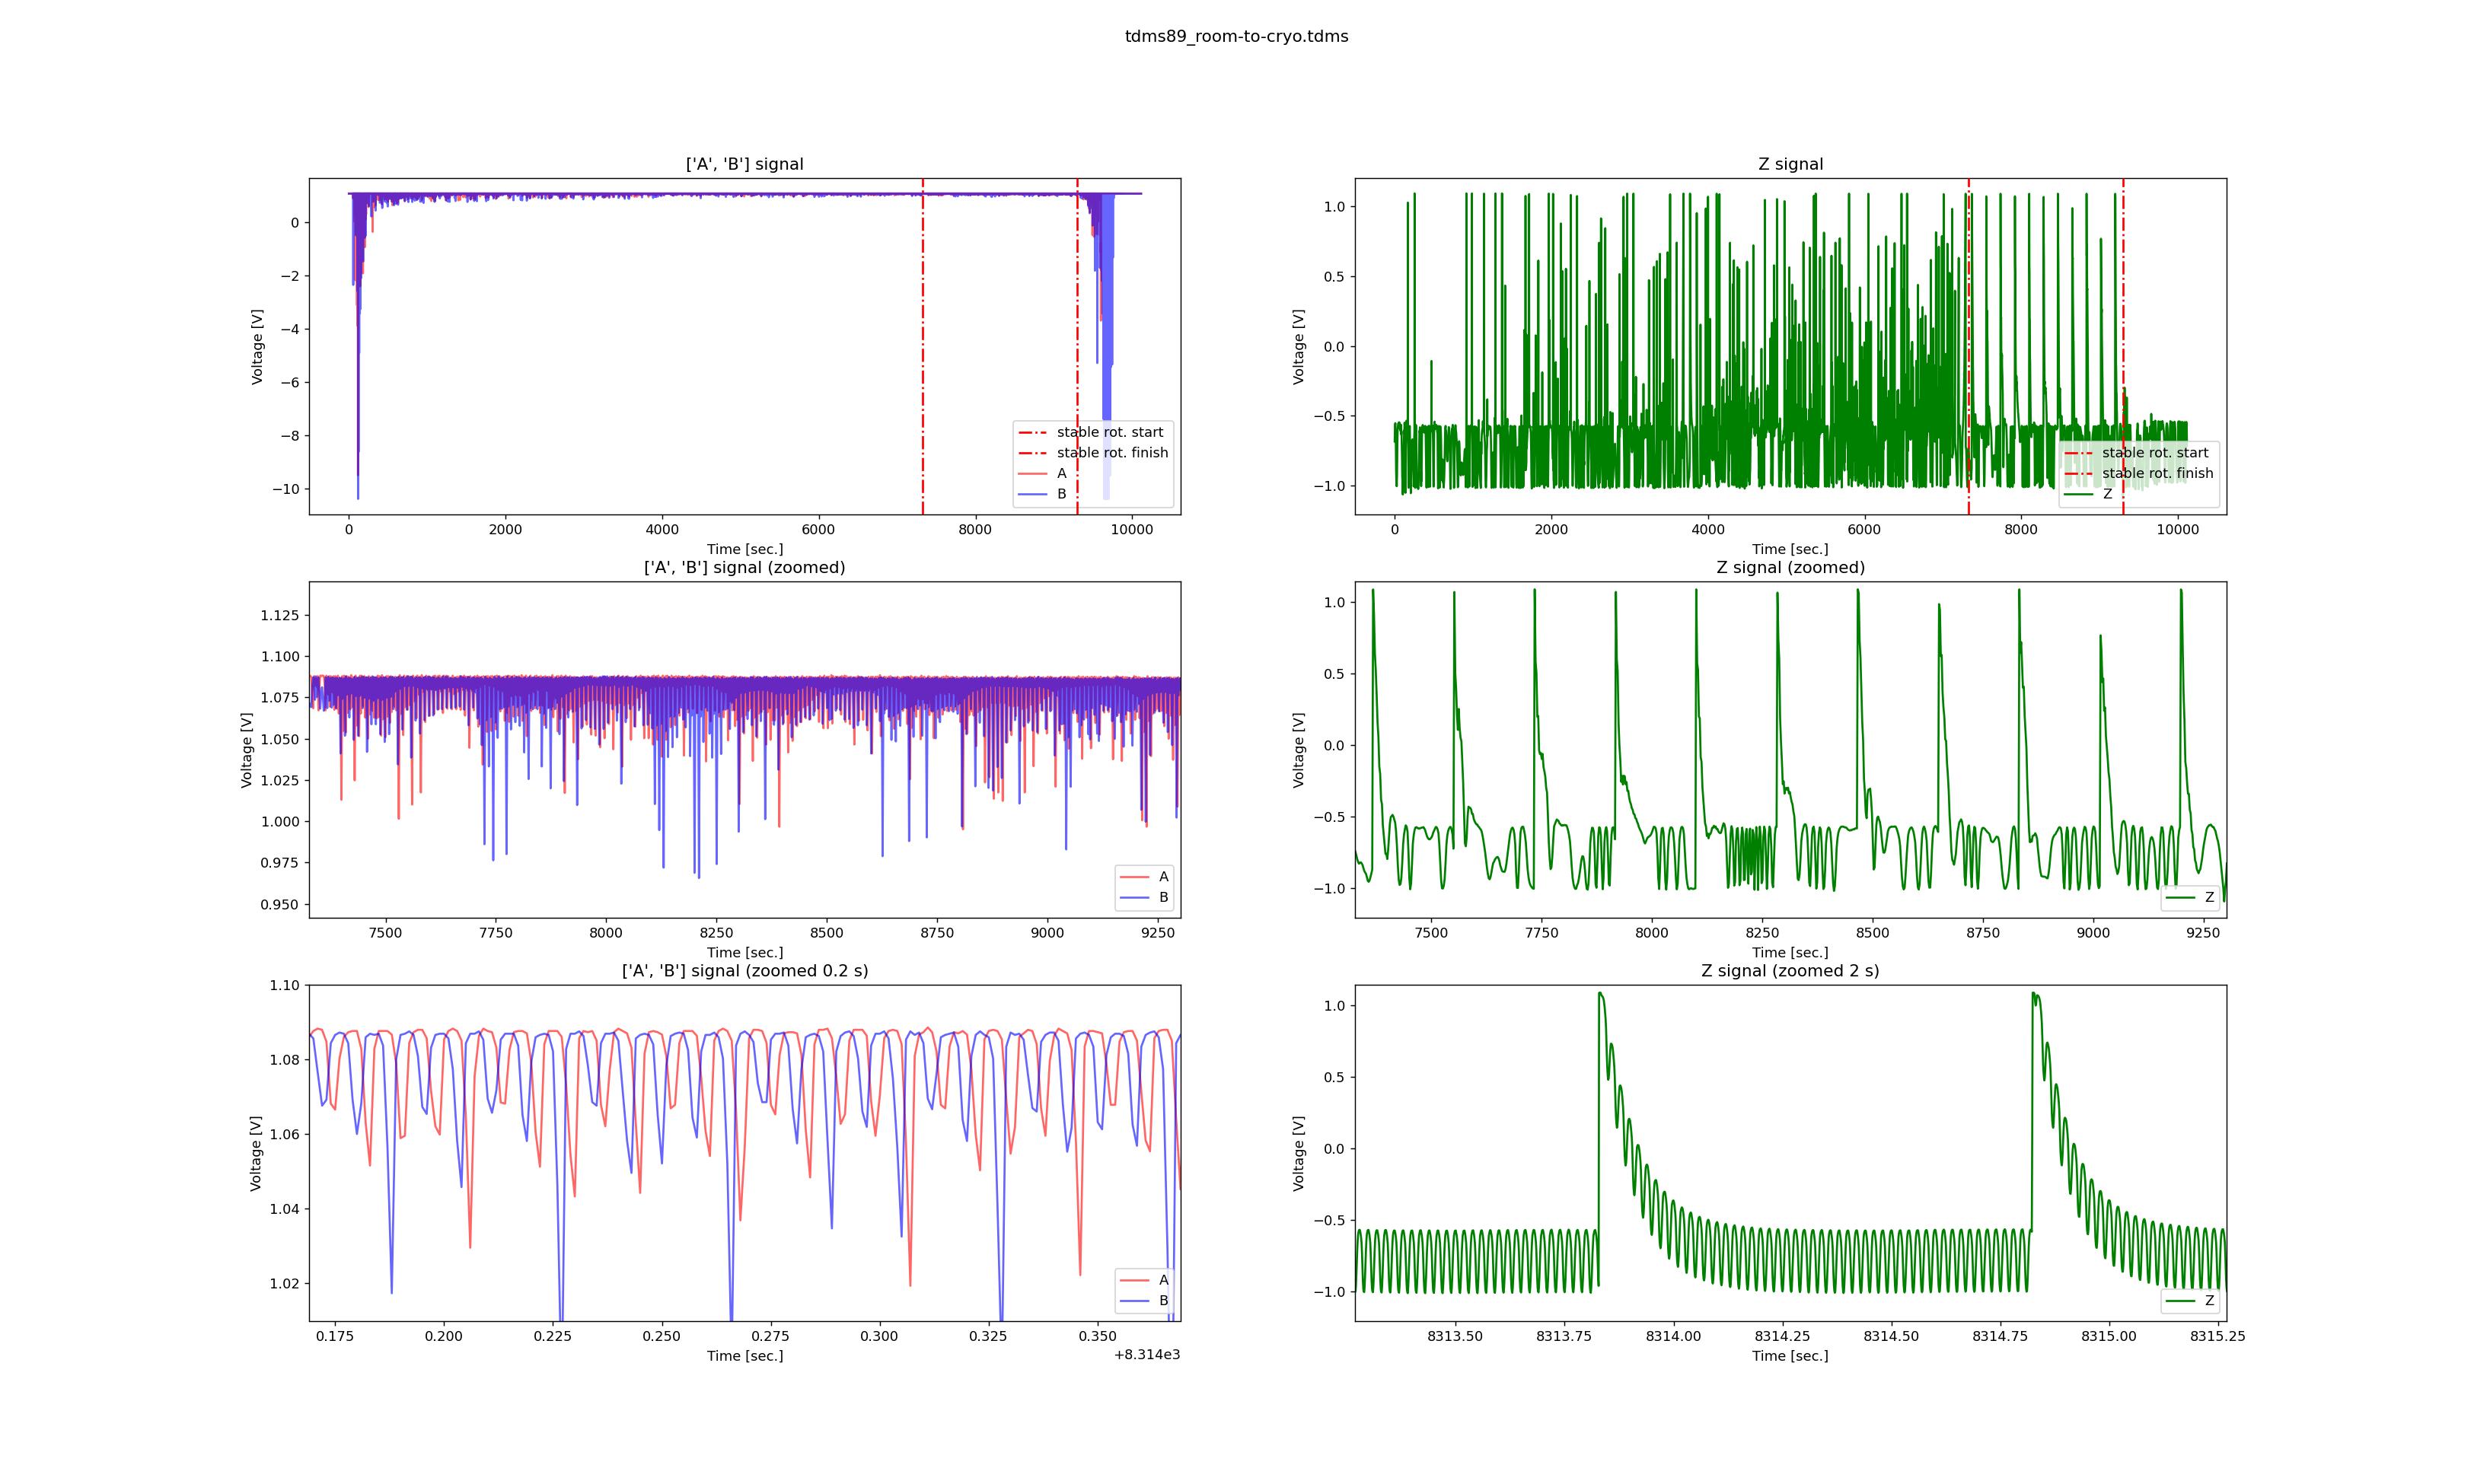 tdms89_room-to-cryo.tdms
['A', 'B'] signal
Voltage [V]
0
−2
−4
−6
−8
−10
stable rot. start
stable rot. finish
A
B
0 2000 4000 6000 8000 10000
Time [sec.]
Z signal
Voltage [V]
1.0
0.5
0.0
−0.5
−1.0
stable rot. start
stable rot. finish
Z
0 2000 4000 6000 8000 10000
Time [sec.]
['A', 'B'] signal (zoomed)
Voltage [V]
1.125
1.100
1.075
1.050
1.025
1.000
0.975
0.950
A
B
7500 7750 8000 8250 8500 8750 9000 9250
Time [sec.]
Z signal (zoomed)
Voltage [V]
1.0
0.5
0.0
−0.5
−1.0
Z
7500 7750 8000 8250 8500 8750 9000 9250
Time [sec.]
['A', 'B'] signal (zoomed 0.2 s)
Voltage [V]
1.10
1.08
1.06
1.04
1.02
A
B
0.175 0.200 0.225 0.250 0.275 0.300 0.325 0.350
Time [sec.]
+8.314e3
Z signal (zoomed 2 s)
Voltage [V]
1.0
0.5
0.0
−0.5
−1.0
Z
8313.50 8313.75 8314.00 8314.25 8314.50 8314.75 8315.00 8315.25
Time [sec.]